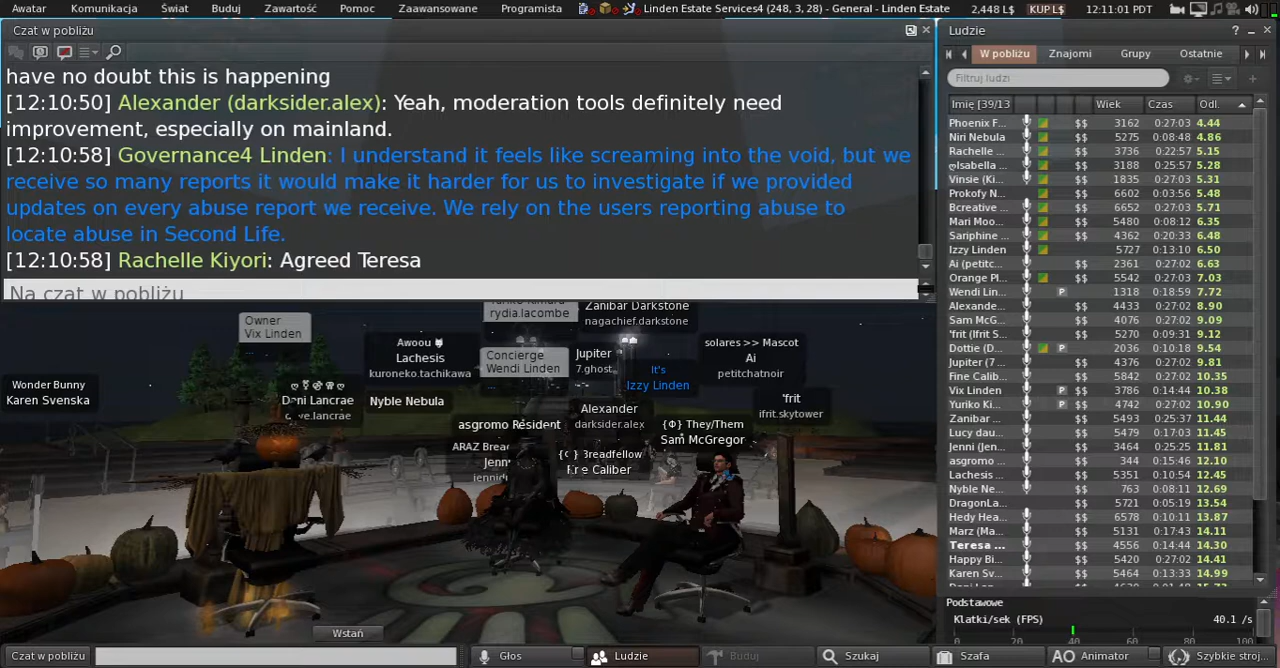 Awatar Komunikacja Świat Buduj Zawartość Pomoc Zaawansowane Programista Linden Estate Services4 (248, 3, 28) - General - Linden Estate 2,448 L$ KUP L$ 12:11:01 PDT
Czat w pobliżu
have no doubt this is happening
[12:10:50] Alexander (darksider.alex): Yeah, moderation tools definitely need
improvement, especially on mainland.
[12:10:58] Governance4 Linden: I understand it feels like screaming into the void, but we
receive so many reports it would make it harder for us to investigate if we provided
updates on every abuse report we receive. We rely on the users reporting abuse to
locate abuse in Second Life.
[12:10:58] Rachelle Kiyori: Agreed Teresa
Na czat w pobliżu
Owner
Vix Linden
Wonder Bunny
Karen Svenska
Dani Lancrae
Awoou
Lachesis
kuroneko.tachikawa
Nyble Nebula
rydia.lacombe
Concierge
Wendi Linden
Zanibar Darkstone
nagachief.darkstone
Jupiter
7.ghost
It's
Izzy Linden
solares >> Mascot
Ai
petitchatnoir
'frit
ifrit.skytower
Alexander
darksider.alex
asgromo Resident
{Φ} They/Them
Sam McGregor
Breadfellow
Caliber
ARAZ
Wstań
Ludzie
? _ ×
W pobliżu Znajomi Grupy Ostatnie
Filtruj ludzi
Imię [39/13 Wiek Czas Odl.
Phoenix F... $$ 3162 0:27:03 4.44
Niri Nebula $$ 5275 0:08:48 4.86
Rachelle ... $$ 3736 0:22:57 5.15
Isabella $$ 3188 0:25:57 5.28
Vinsie (Ki... $$ 1835 0:27:03 5.31
Prokofy N... $$ 6602 0:03:56 5.48
Bcreative ... $$ 6652 0:27:03 5.71
Mari Moo... $$ 5480 0:08:12 6.35
Sariphine ... $$ 4362 0:20:33 6.48
Izzy Linden 5727 0:13:10 6.50
Ai (petitc... $$ 2361 0:27:02 6.63
Orange Pl... $$ 5542 0:27:03 7.03
Wendi Lin... P 1318 0:18:59 7.72
Alexande... $$ 4433 0:27:02 8.90
Sam McG... $$ 4076 0:27:02 9.09
'frit (Ifrit S... $$ 5270 0:09:31 9.12
Dottie (D... P 2036 0:10:18 9.54
Jupiter (7 ... $$ 4376 0:27:02 9.81
Fine Calib... $$ 5842 0:27:02 10.35
Vix Linden P 3786 0:14:44 10.38
Yuriko Ki... P 4742 0:27:02 10.90
Zanibar ... $$ 5493 0:25:37 11.44
Lucy dau... $$ 5479 0:17:03 11.45
Jenni (Jen... $$ 3464 0:25:25 11.81
asgromo ... $$ 344 0:15:46 12.10
Lachesis ... $$ 5351 0:10:54 12.45
Nyble Ne... $$ 763 0:08:11 12.69
DragonLa... $$ 5721 0:05:19 13.54
Hedy Hea... $$ 6578 0:10:11 13.87
Marz (Ma... $$ 5131 0:17:43 14.11
Teresa ... $$ 4556 0:14:44 14.30
Happy Bi... $$ 5420 0:27:02 14.41
Karen Sv... $$ 5464 0:13:33 14.99
Podstawowe
Klatki/sek (FPS) 40.1 /s
0 20 40 60 80 100
Czat w pobliżu Głos Ludzie Buduj Szukaj Szafa AO Animator Szybkie stroj...